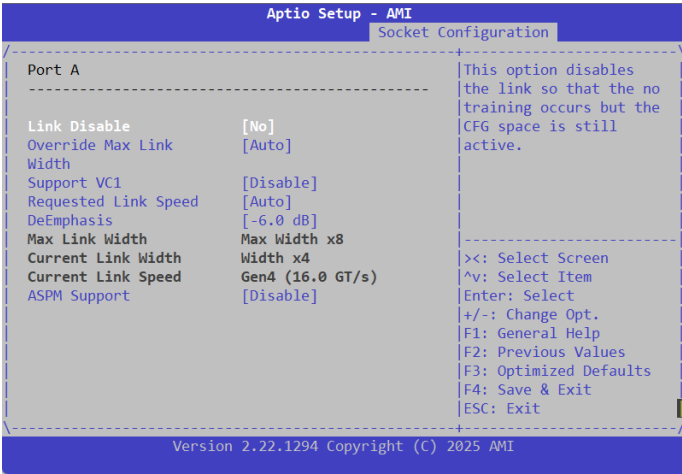 Aptio Setup - AMI
Socket Configuration
Port A
Link Disable [No]
Override Max Link [Auto]
Width
Support VC1 [Disable]
Requested Link Speed [Auto]
DeEmphasis [-6.0 dB]
Max Link Width Max Width x8
Current Link Width Width x4
Current Link Speed Gen4 (16.0 GT/s)
ASPM Support [Disable]
This option disables
the link so that the no
training occurs but the
CFG space is still
active.
><: Select Screen
^v: Select Item
Enter: Select
+/-: Change Opt.
F1: General Help
F2: Previous Values
F3: Optimized Defaults
F4: Save & Exit
ESC: Exit
Version 2.22.1294 Copyright (C) 2025 AMI